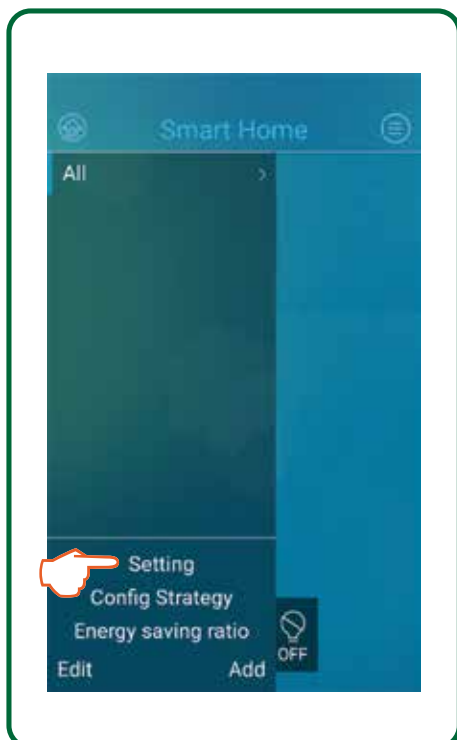 Smart Home
All
Setting
Config Strategy
Energy saving ratio
OFF
Edit Add